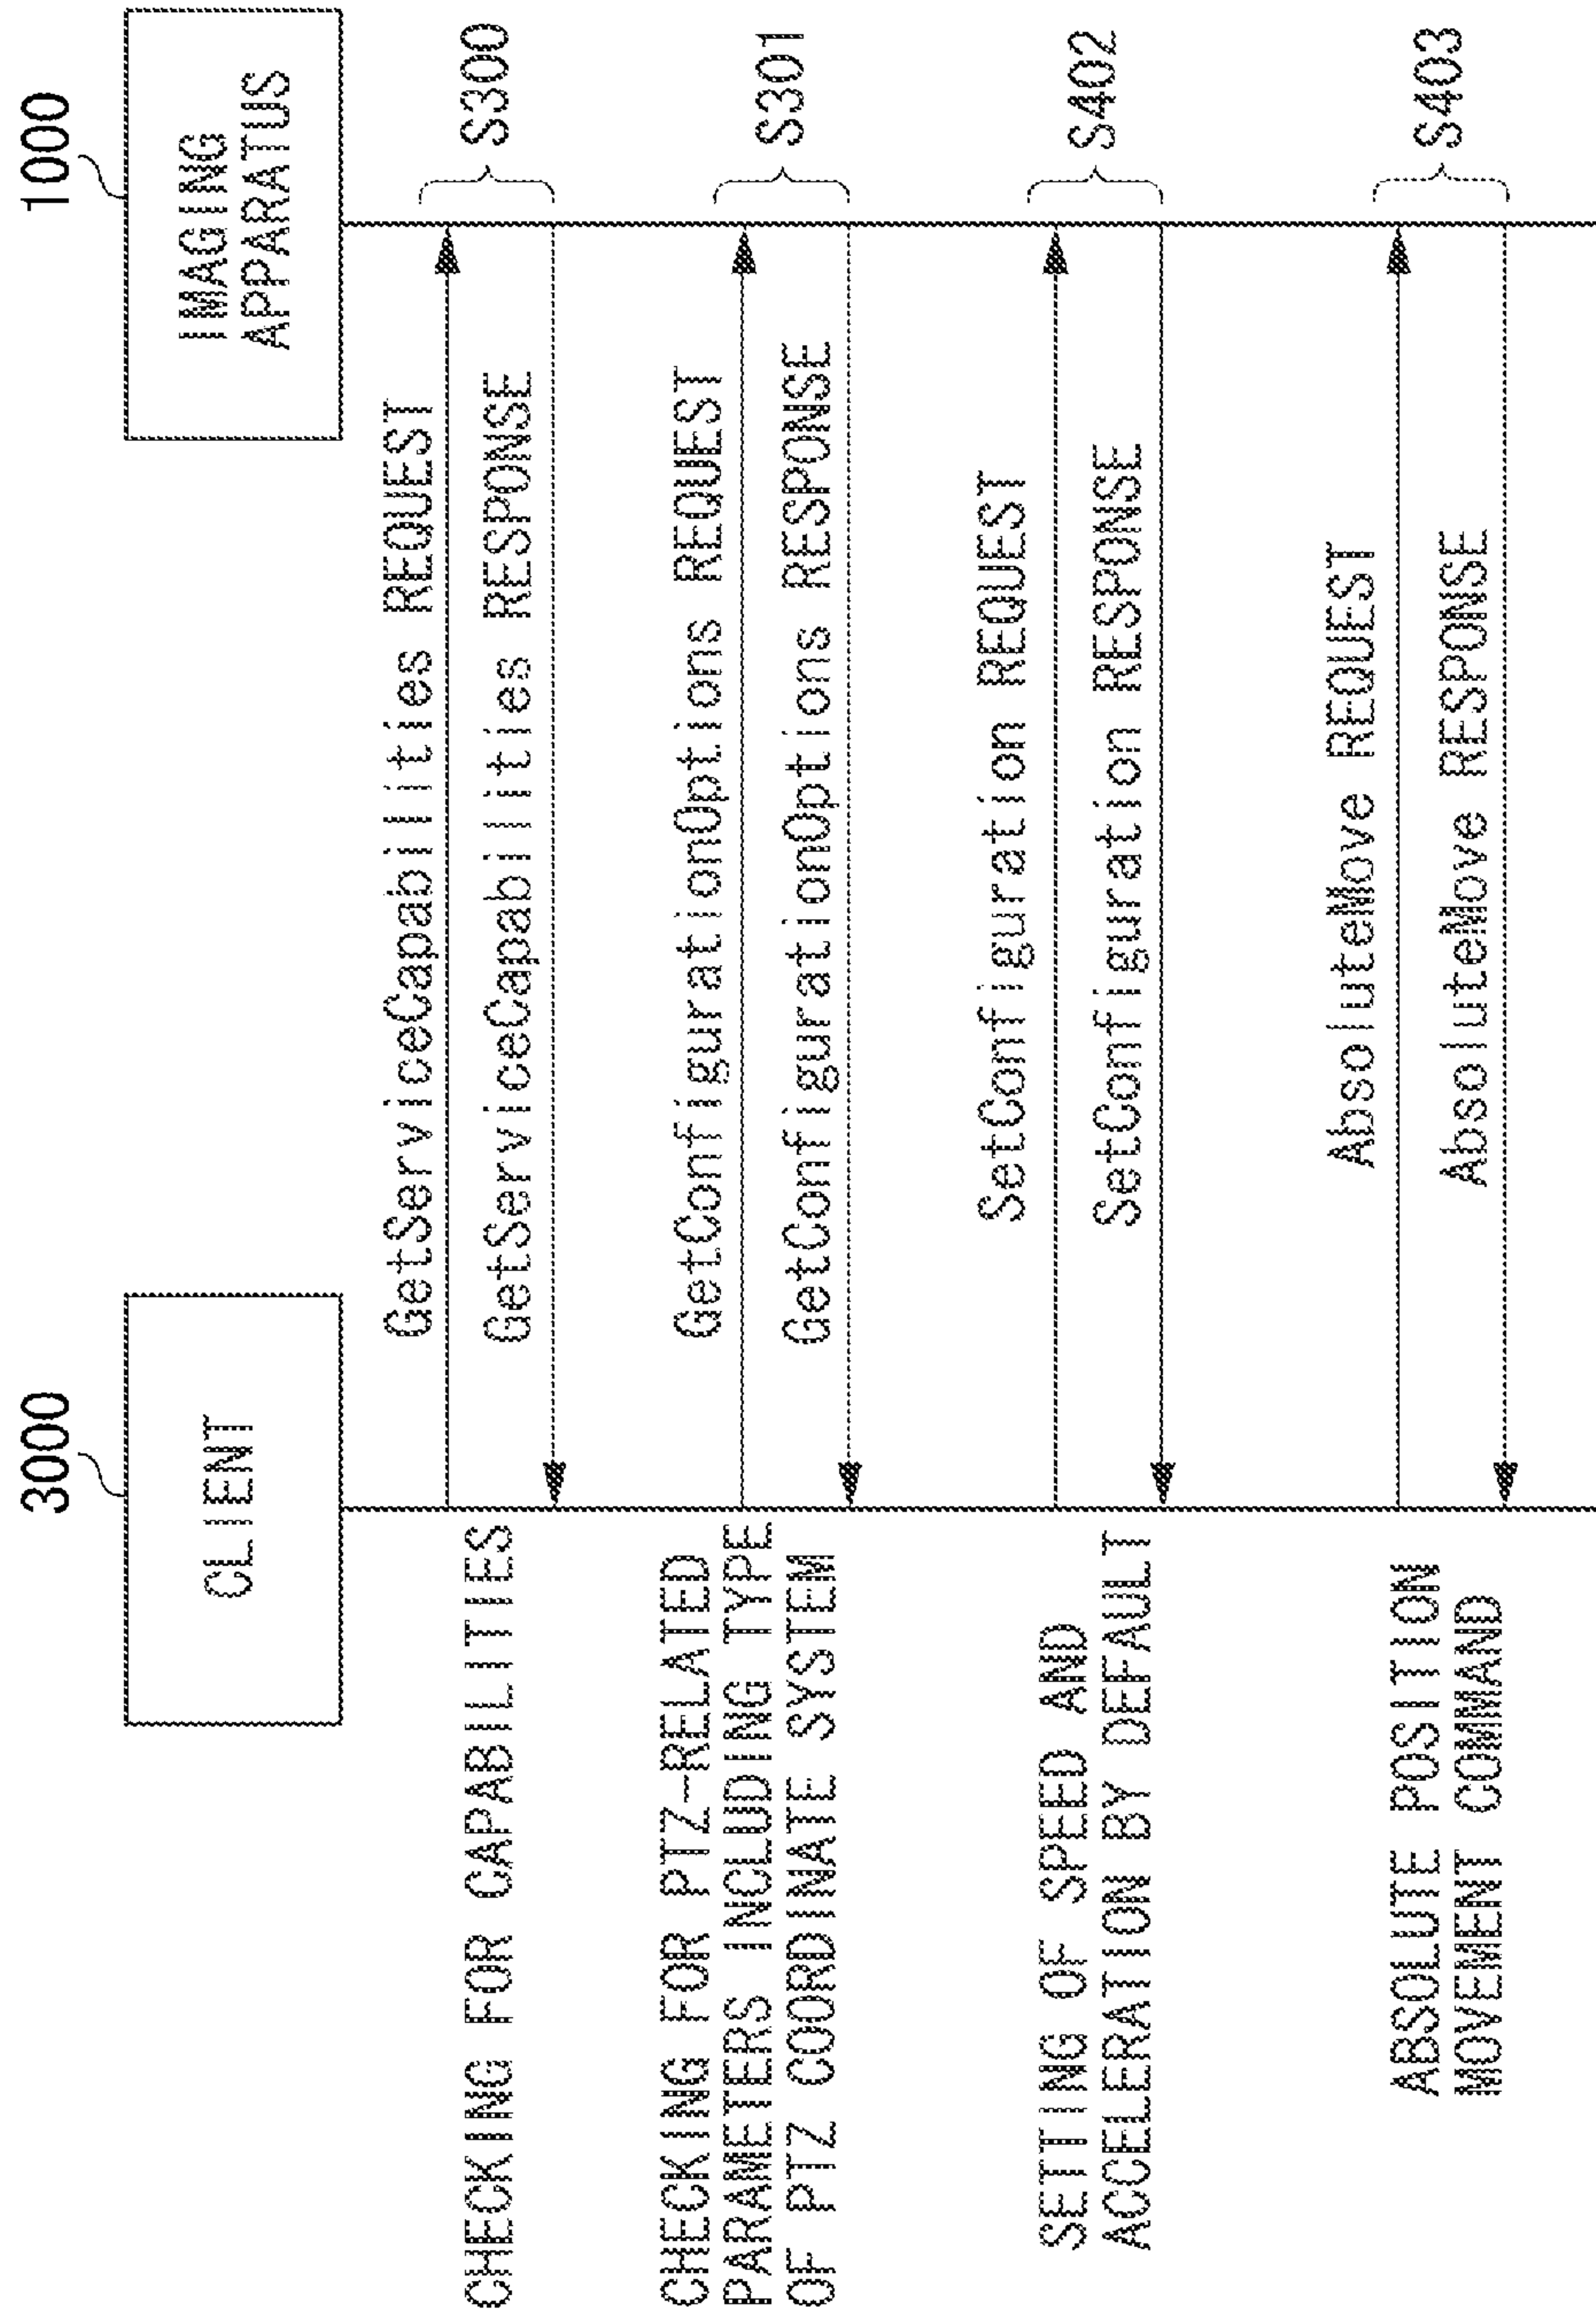 3000
1000
CLIENT
IMAGING
APPARATUS
CHECKING FOR CAPABILITIES
GetServiceCapabilities REQUEST
GetServiceCapabilities RESPONSE
S300
CHECKING FOR PTZ-RELATED
PARAMETERS INCLUDING TYPE
OF PTZ COORDINATE SYSTEM
GetConfigurationOptions REQUEST
GetConfigurationOptions RESPONSE
S301
SETTING OF SPEED AND
ACCELERATION BY DEFAULT
SetConfiguration REQUEST
SetConfiguration RESPONSE
S402
ABSOLUTE POSITION
MOVEMENT COMMAND
AbsoluteMove REQUEST
AbsoluteMove RESPONSE
S403